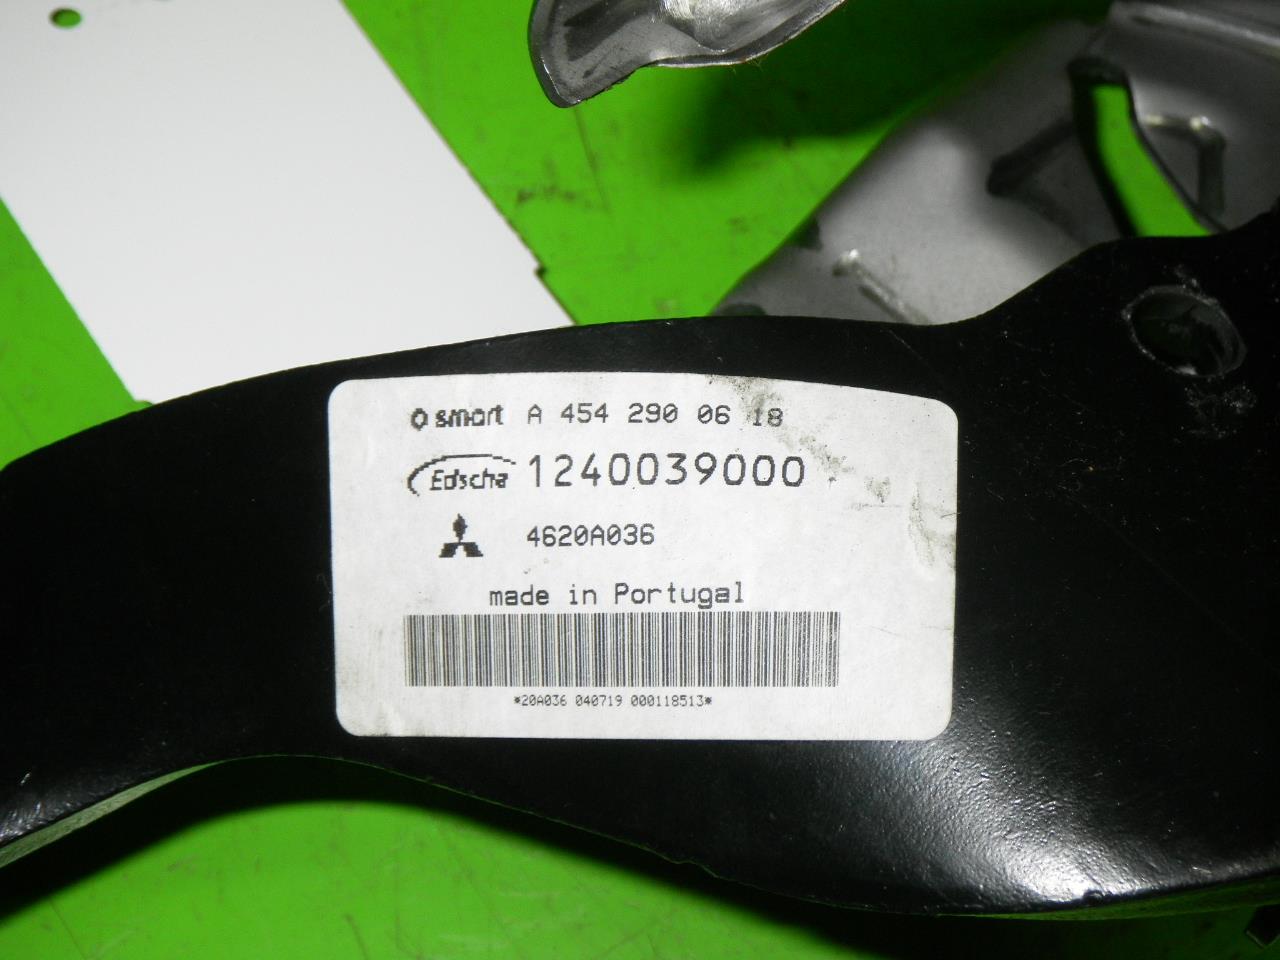 smart A 454 290 06 18
Edscha 1240039000
4620A036
made in Portugal
*20A036 040719 000118513*